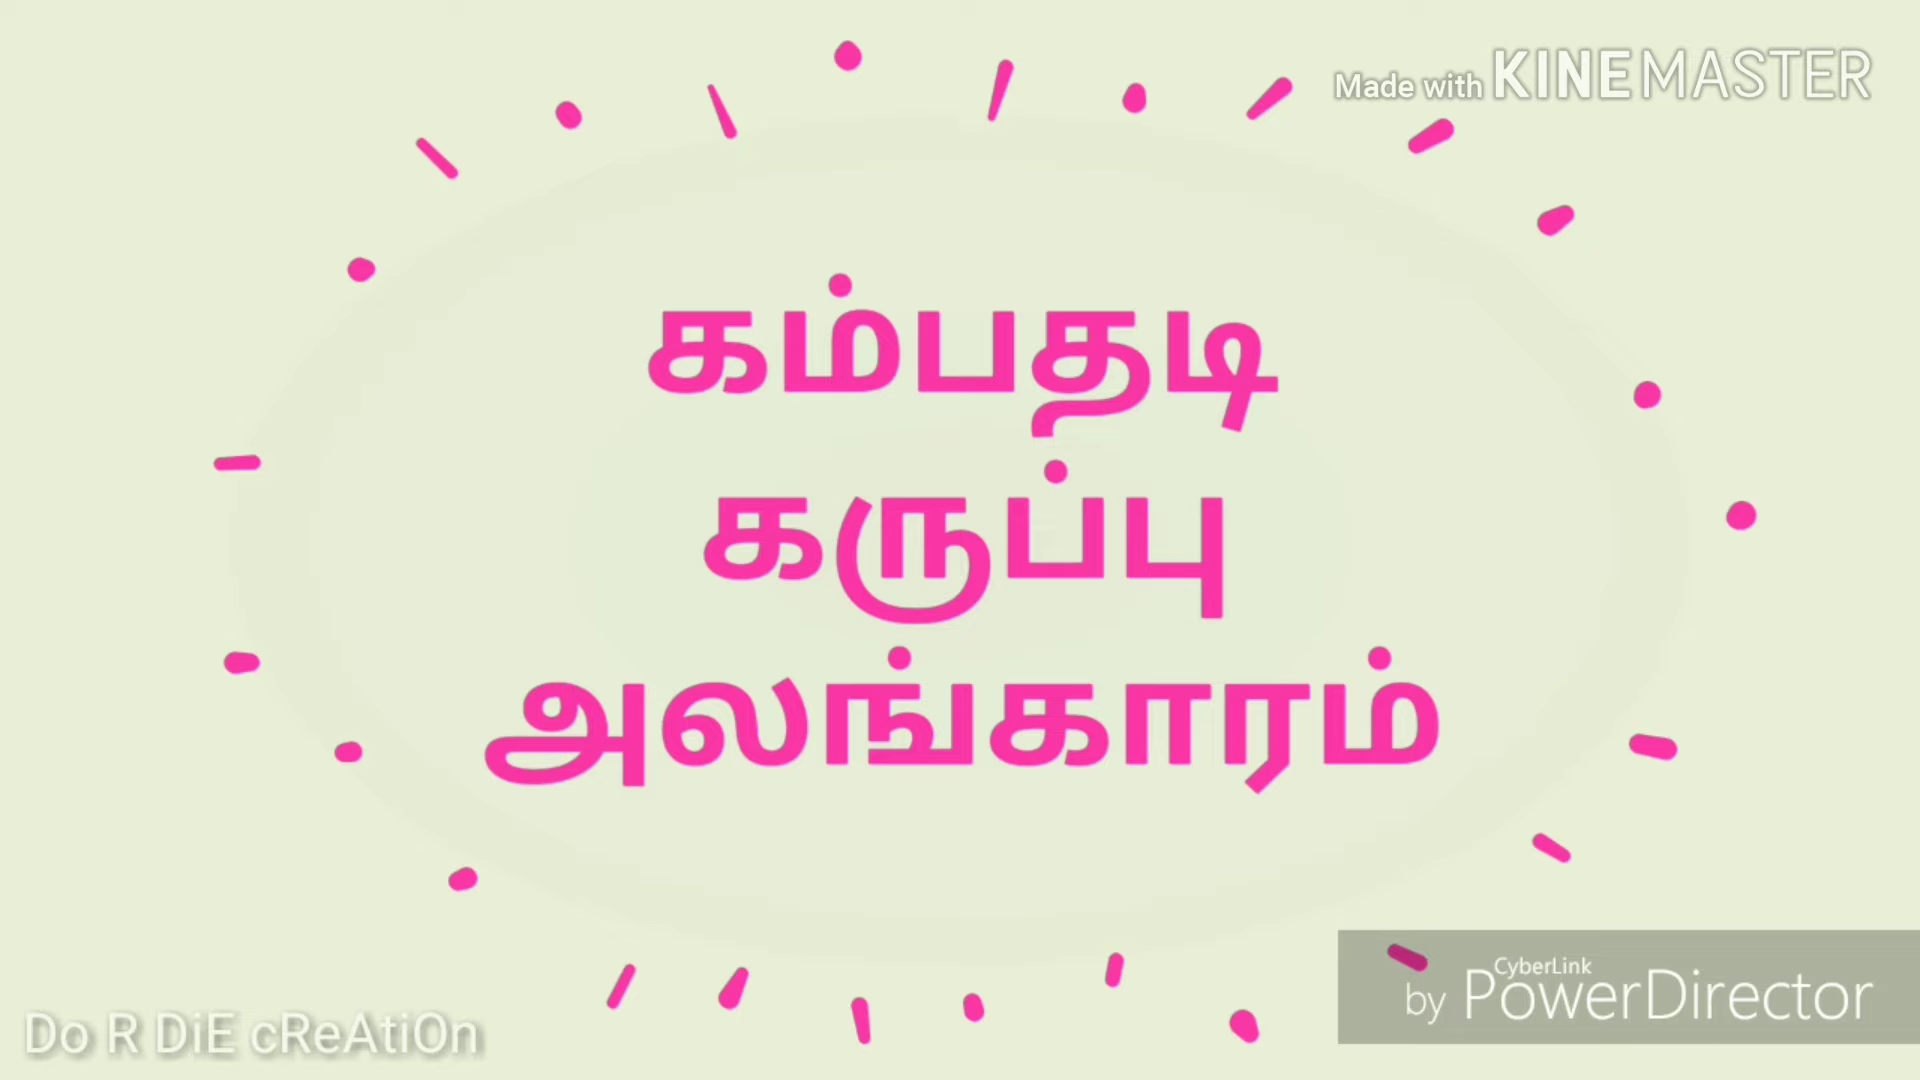 Made with KINEMASTER
கம்பதடி
கருப்பு
அலங்காரம்
CyberLink
by PowerDirector
Do R DiE cReAtiOn